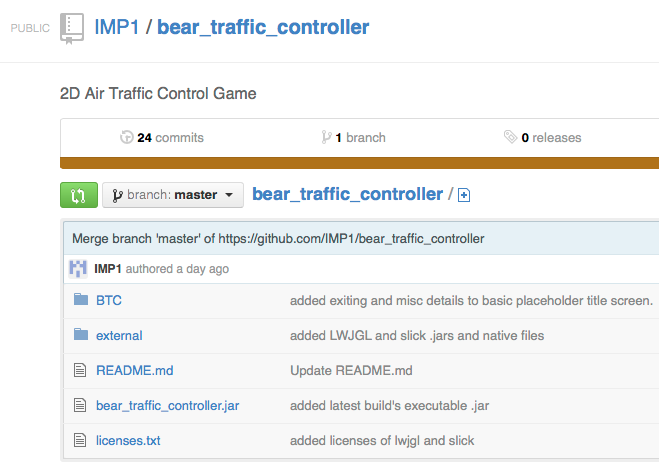 PUBLIC IMP1 / bear_traffic_controller
2D Air Traffic Control Game
24 commits 1 branch 0 releases
branch: master bear_traffic_controller /
Merge branch 'master' of https://github.com/IMP1/bear_traffic_controller
IMP1 authored a day ago
BTC added exiting and misc details to basic placeholder title screen.
external added LWJGL and slick .jars and native files
README.md Update README.md
bear_traffic_controller.jar added latest build's executable .jar
licenses.txt added licenses of lwjgl and slick